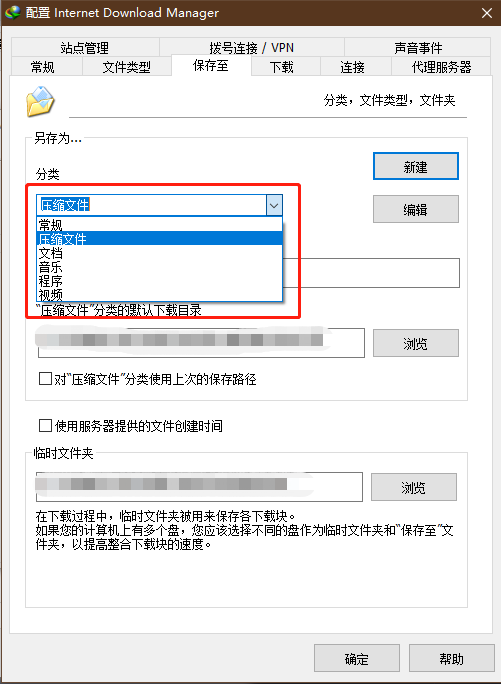 配置 Internet Download Manager
站点管理 拨号连接 / VPN 声音事件
常规 文件类型 保存至 下载 连接 代理服务器
分类，文件类型，文件夹
另存为...
新建
分类
压缩文件
编辑
常规
压缩文件
文档
音乐
程序
视频
“压缩文件”分类的默认下载目录
浏览
对“压缩文件”分类使用上次的保存路径
使用服务器提供的文件创建时间
临时文件夹
浏览
在下载过程中，临时文件夹被用来保存各下载块。
如果您的计算机上有多个盘，您应该选择不同的盘作为临时文件夹和“保存至”文
件夹，以提高整合下载块的速度。
确定 帮助